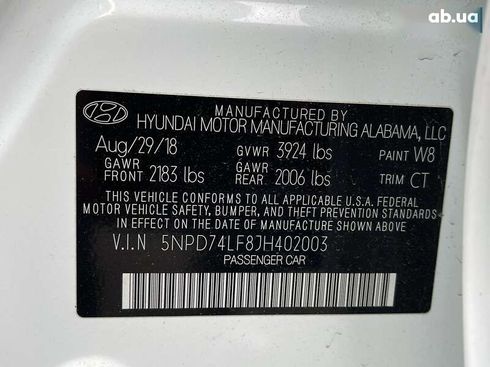 ab.ua
MANUFACTURED BY
HYUNDAI MOTOR MANUFACTURING ALABAMA, LLC
Aug/29/18 GVWR 3924 lbs PAINT W8
GAWR FRONT 2183 lbs GAWR REAR 2006 lbs TRIM CT
THIS VEHICLE CONFORMS TO ALL APPLICABLE U.S.A. FEDERAL
MOTOR VEHICLE SAFETY, BUMPER, AND THEFT PREVENTION STANDARDS
IN EFFECT ON THE DATE OF MANUFACTURE SHOWN ABOVE.
V.I.N 5NPD74LF8JH402003
PASSENGER CAR